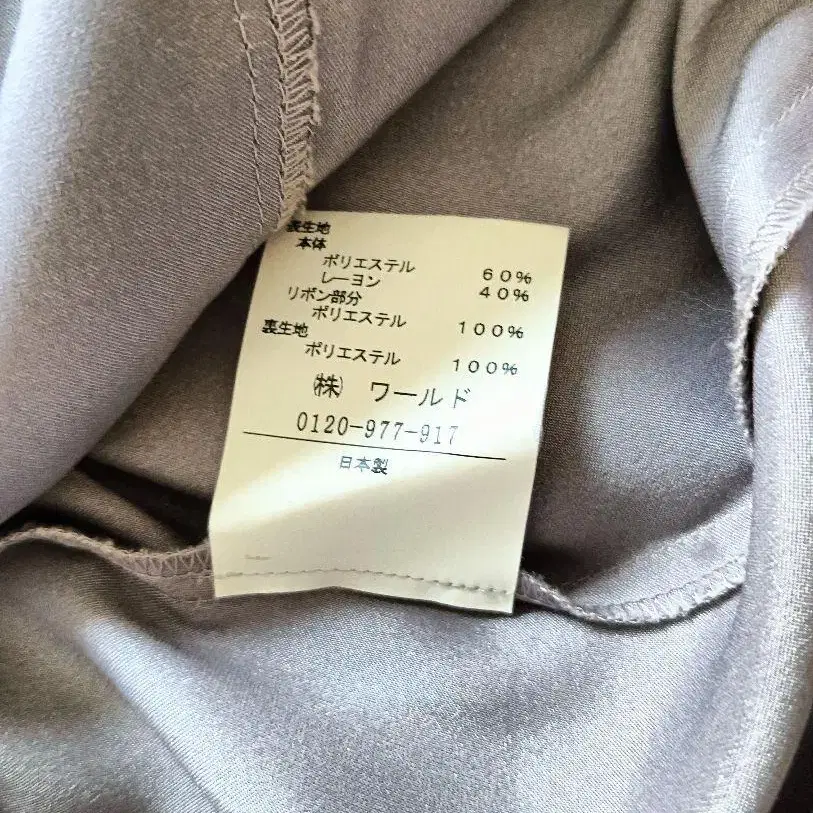 表生地
本体
ポリエステル 60%
レーヨン 40%
リボン部分
ポリエステル 100%
裏生地
ポリエステル 100%
㈱ ワールド
0120-977-917
日本製